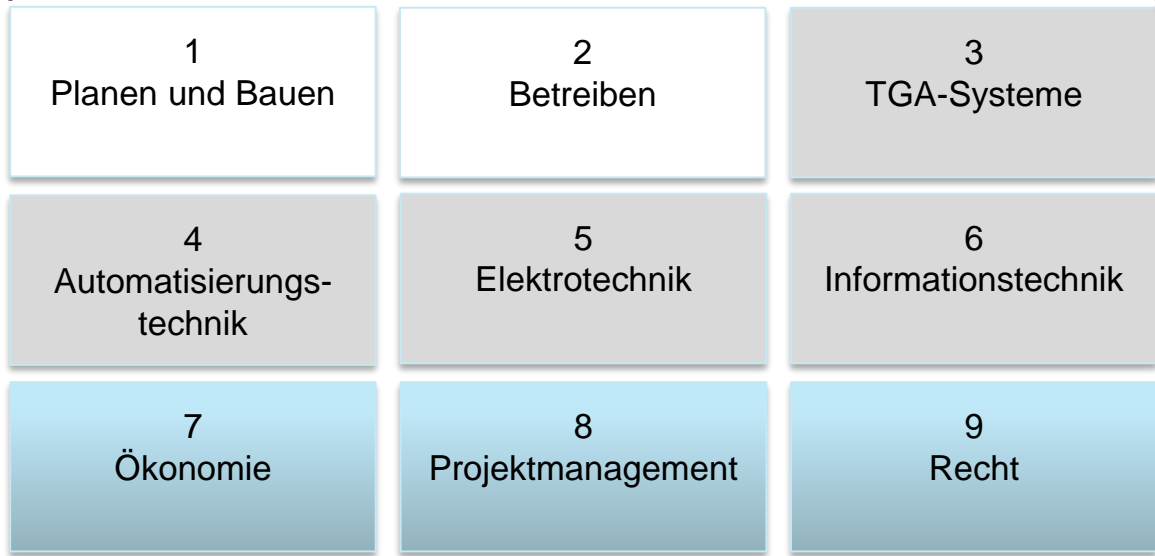 1
Planen und Bauen
2
Betreiben
3
TGA-Systeme
4
Automatisierungs-
technik
5
Elektrotechnik
6
Informationstechnik
7
Ökonomie
8
Projektmanagement
9
Recht